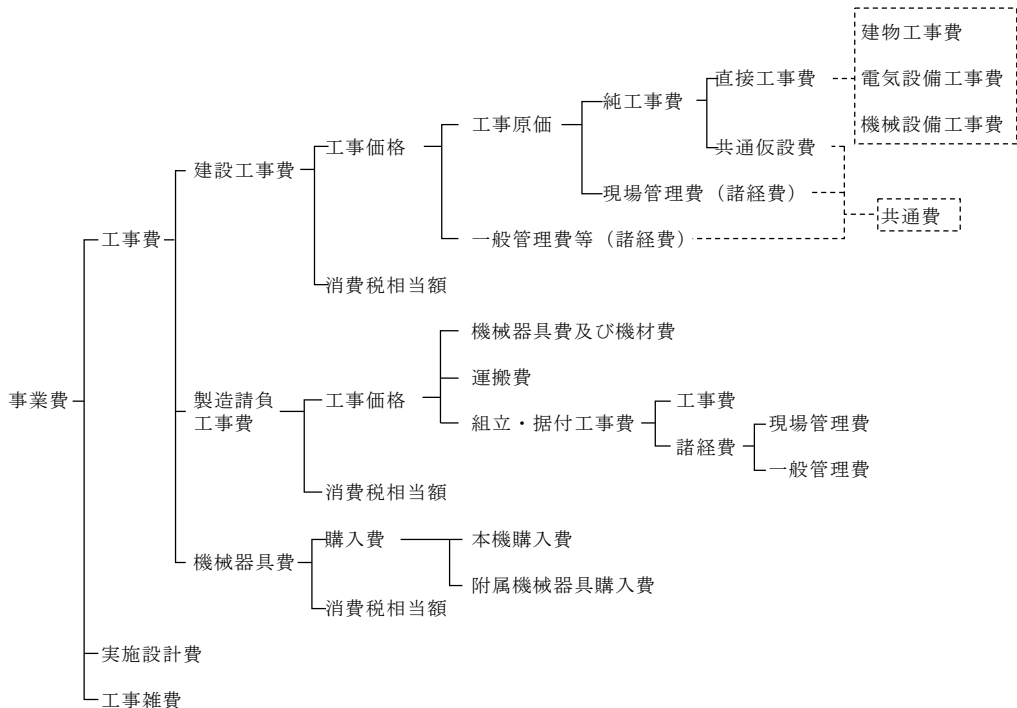 建物工事費
直接工事費
電気設備工事費
純工事費
工事原価
機械設備工事費
工事価格
共通仮設費
建設工事費
現場管理費（諸経費）
共通費
工事費
一般管理費等（諸経費）
消費税相当額
機械器具費及び機材費
運搬費
事業費
製造請負
工事費
工事価格
工事費
組立・据付工事費
現場管理費
諸経費
一般管理費
消費税相当額
購入費
本機購入費
機械器具費
附属機械器具購入費
消費税相当額
実施設計費
工事雑費